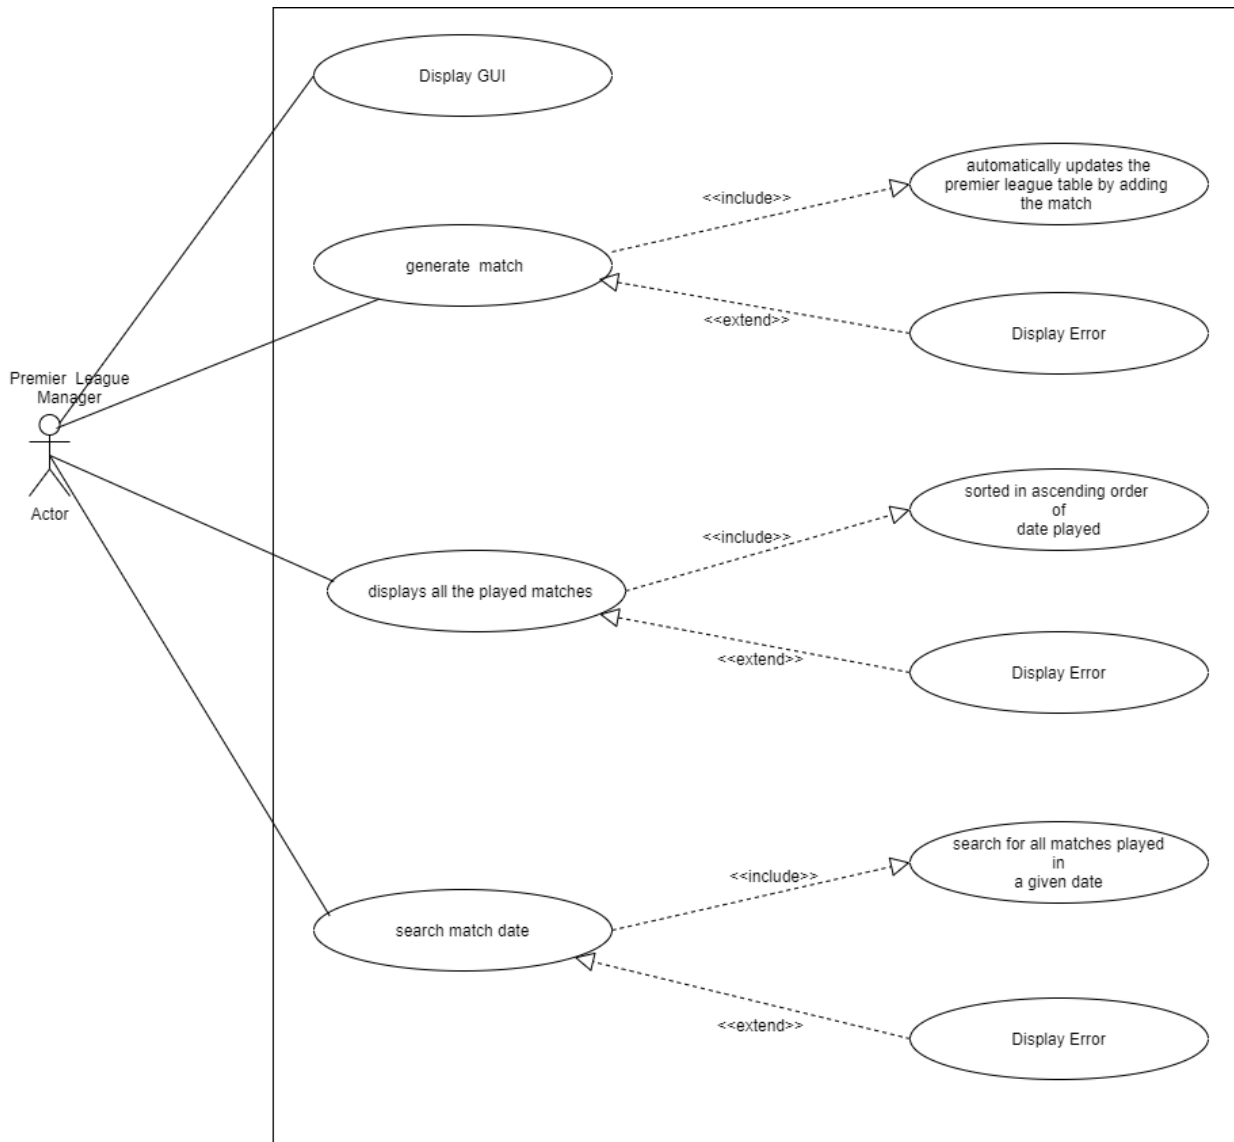 Display GUI
automatically updates the
premier league table by adding
the match
<<include>>
generate  match
<<extend>>
Display Error
Premier  League
Manager
Actor
sorted in ascending order
of
date played
<<include>>
displays all the played matches
<<extend>>
Display Error
search for all matches played
in
a given date
<<include>>
search match date
<<extend>>
Display Error